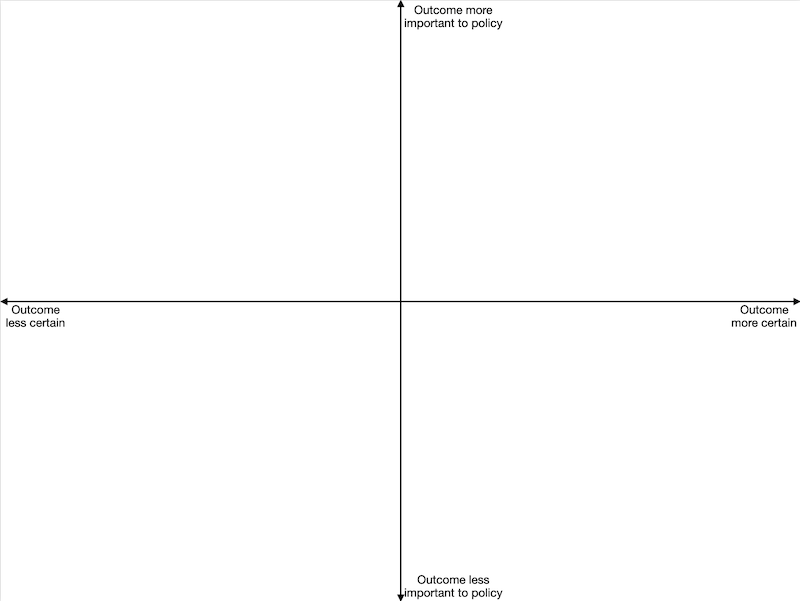 Outcome more
important to policy
Outcome
less certain
Outcome
more certain
Outcome less
important to policy